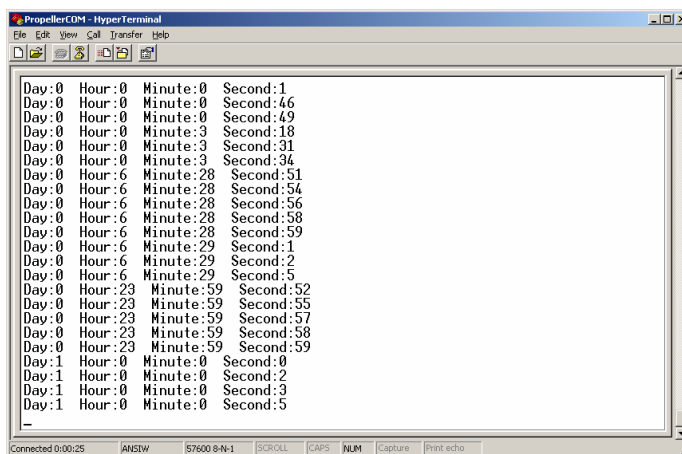 PropellerCOM - HyperTerminal
File Edit View Call Transfer Help
Day:0 Hour:0 Minute:0 Second:1
Day:0 Hour:0 Minute:0 Second:46
Day:0 Hour:0 Minute:0 Second:49
Day:0 Hour:0 Minute:3 Second:18
Day:0 Hour:0 Minute:3 Second:31
Day:0 Hour:0 Minute:3 Second:34
Day:0 Hour:6 Minute:28 Second:51
Day:0 Hour:6 Minute:28 Second:54
Day:0 Hour:6 Minute:28 Second:56
Day:0 Hour:6 Minute:28 Second:58
Day:0 Hour:6 Minute:28 Second:59
Day:0 Hour:6 Minute:29 Second:1
Day:0 Hour:6 Minute:29 Second:2
Day:0 Hour:6 Minute:29 Second:5
Day:0 Hour:23 Minute:59 Second:52
Day:0 Hour:23 Minute:59 Second:55
Day:0 Hour:23 Minute:59 Second:57
Day:0 Hour:23 Minute:59 Second:58
Day:0 Hour:23 Minute:59 Second:59
Day:1 Hour:0 Minute:0 Second:0
Day:1 Hour:0 Minute:0 Second:2
Day:1 Hour:0 Minute:0 Second:3
Day:1 Hour:0 Minute:0 Second:5
_
Connected 0:00:25 ANSIW 57600 8-N-1 SCROLL CAPS NUM Capture Print echo